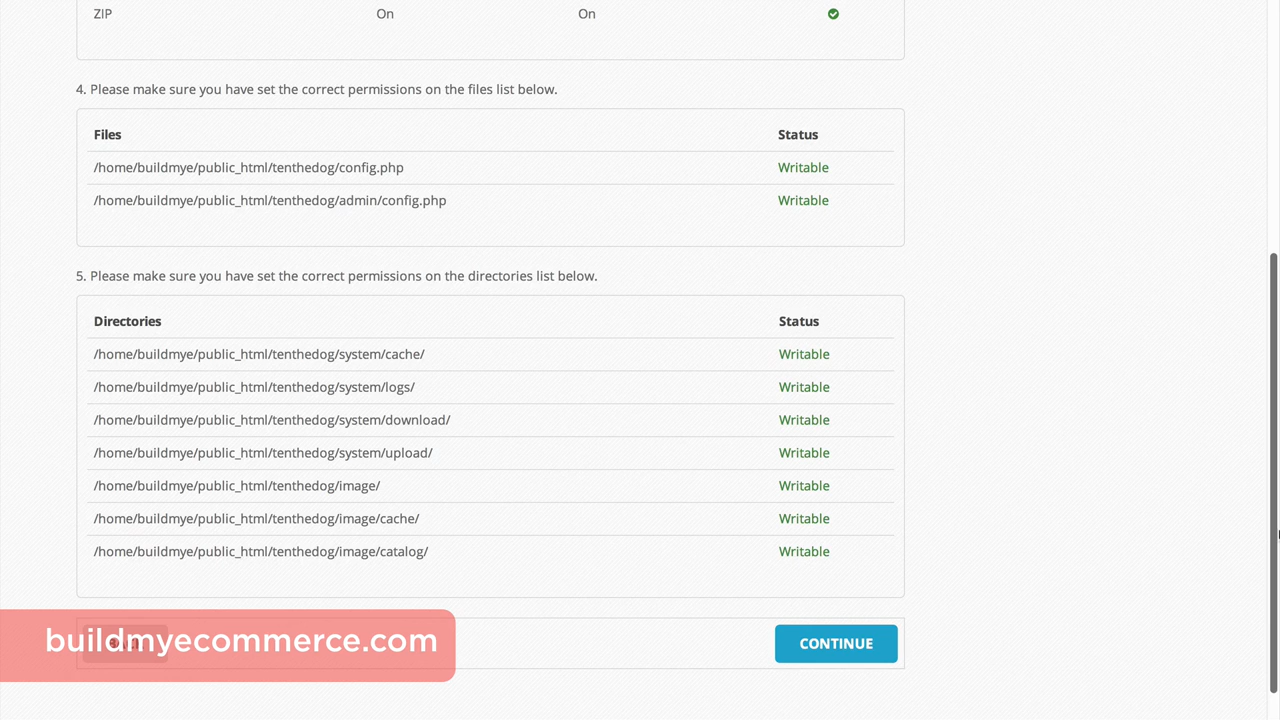 ZIP On On
4. Please make sure you have set the correct permissions on the files list below.
Files Status
/home/buildmye/public_html/tenthedog/config.php Writable
/home/buildmye/public_html/tenthedog/admin/config.php Writable
5. Please make sure you have set the correct permissions on the directories list below.
Directories Status
/home/buildmye/public_html/tenthedog/system/cache/ Writable
/home/buildmye/public_html/tenthedog/system/logs/ Writable
/home/buildmye/public_html/tenthedog/system/download/ Writable
/home/buildmye/public_html/tenthedog/system/upload/ Writable
/home/buildmye/public_html/tenthedog/image/ Writable
/home/buildmye/public_html/tenthedog/image/cache/ Writable
/home/buildmye/public_html/tenthedog/image/catalog/ Writable
buildmyecommerce.com CONTINUE